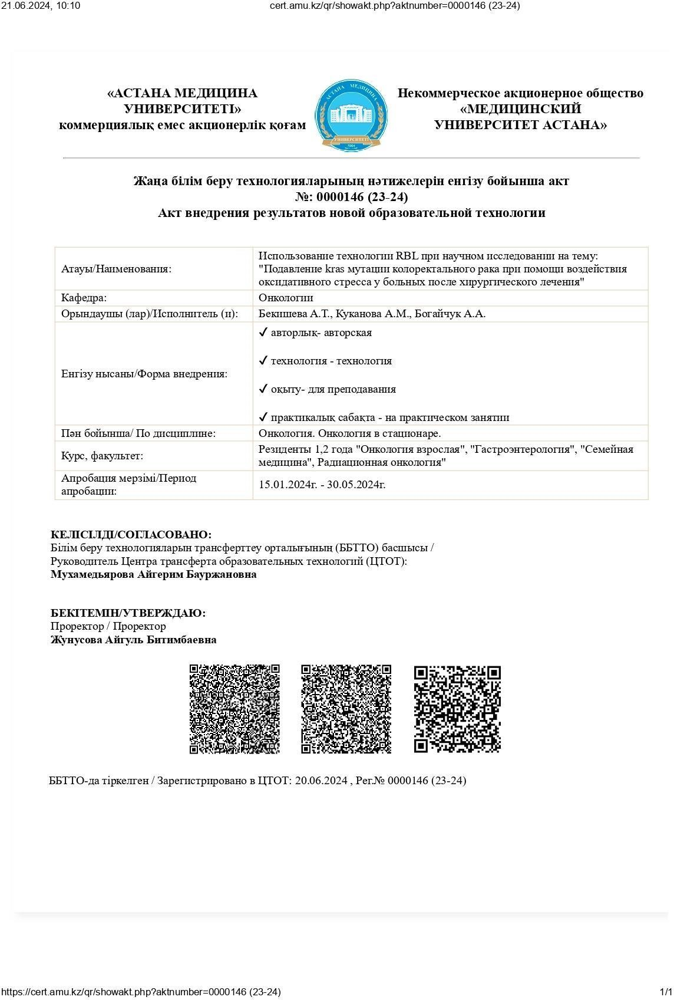 21.06.2024, 10:10
cert.amu.kz/qr/showakt.php?aktnumber=0000146 (23-24)
«АСТАНА МЕДИЦИНА
УНИВЕРСИТЕТІ»
коммерциялық емес акционерлік қоғам
АСТАНА МЕДИЦИНА
УНИВЕРСИТЕТІ
1964
Некоммерческое акционерное общество
«МЕДИЦИНСКИЙ
УНИВЕРСИТЕТ АСТАНА»
Жаңа білім беру технологияларының нәтижелерін енгізу бойынша акт
№: 0000146 (23-24)
Акт внедрения результатов новой образовательной технологии
Атауы/Наименования:
Использование технологии RBL при научном исследовании на тему:
"Подавление kras мутации колоректального рака при помощи воздействия
оксидативного стресса у больных после хирургического лечения"
Кафедра:
Онкологии
Орындаушы (лар)/Исполнитель (и):
Бекишева А.Т., Куканова А.М., Богайчук А.А.
Енгізу нысаны/Форма внедрения:
✓ авторлық- авторская
✓ технология - технология
✓ оқыту- для преподавания
✓ практикалық сабақта - на практическом занятии
Пән бойынша/ По дисциплине:
Онкология. Онкология в стационаре.
Курс, факультет:
Резиденты 1,2 года "Онкология взрослая", "Гастроэнтерология", "Семейная
медицина", Радиационная онкология"
Апробация мерзімі/Период
апробации:
15.01.2024г. - 30.05.2024г.
КЕЛІСІЛДІ/СОГЛАСОВАНО:
Білім беру технологияларын трансферттеу орталығының (ББТТО) басшысы /
Руководитель Центра трансферта образовательных технологий (ЦТОТ):
Мухамедьярова Айгерим Бауржановна
БЕКІТЕМІН/УТВЕРЖДАЮ:
Проректор / Проректор
Жунусова Айгуль Битимбаевна
ББТТО-да тіркелген / Зарегистрировано в ЦТОТ: 20.06.2024 , Рег.№ 0000146 (23-24)
https://cert.amu.kz/qr/showakt.php?aktnumber=0000146 (23-24)
1/1